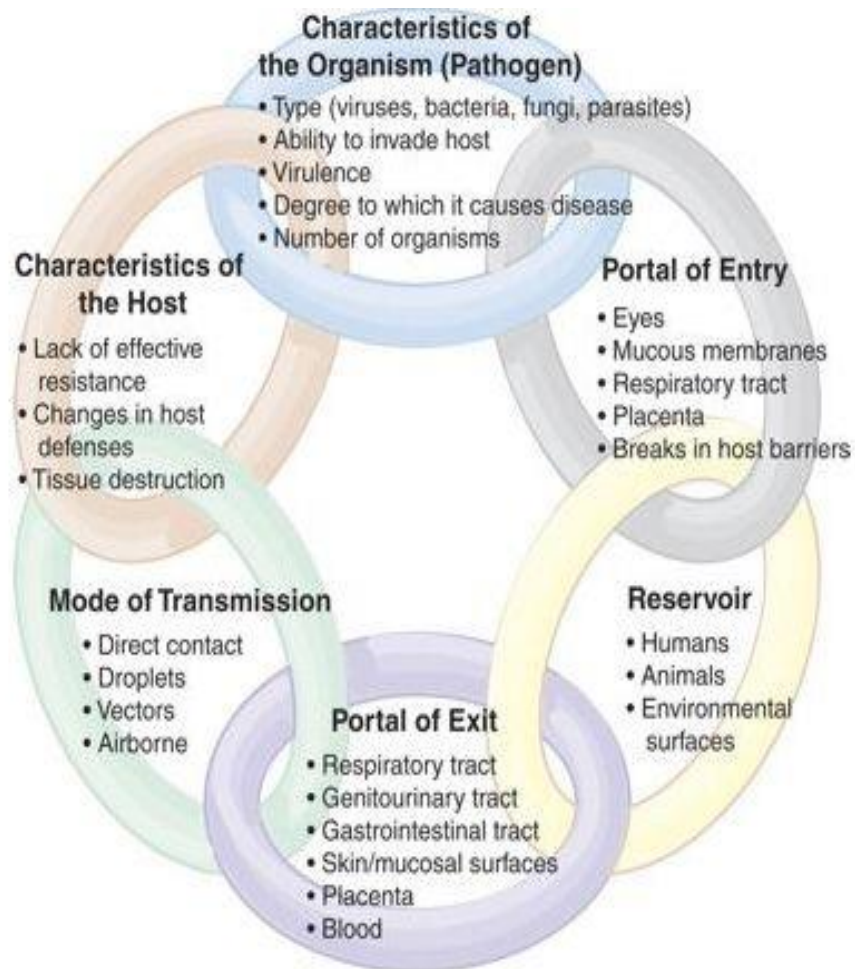 Characteristics of
the Organism (Pathogen)
• Type (viruses, bacteria, fungi, parasites)
• Ability to invade host
• Virulence
• Degree to which it causes disease
• Number of organisms
Portal of Entry
• Eyes
• Mucous membranes
• Respiratory tract
• Placenta
• Breaks in host barriers
Reservoir
• Humans
• Animals
• Environmental
surfaces
Portal of Exit
• Respiratory tract
• Genitourinary tract
• Gastrointestinal tract
• Skin/mucosal surfaces
• Placenta
• Blood
Mode of Transmission
• Direct contact
• Droplets
• Vectors
• Airborne
Characteristics of
the Host
• Lack of effective
resistance
• Changes in host
defenses
• Tissue destruction